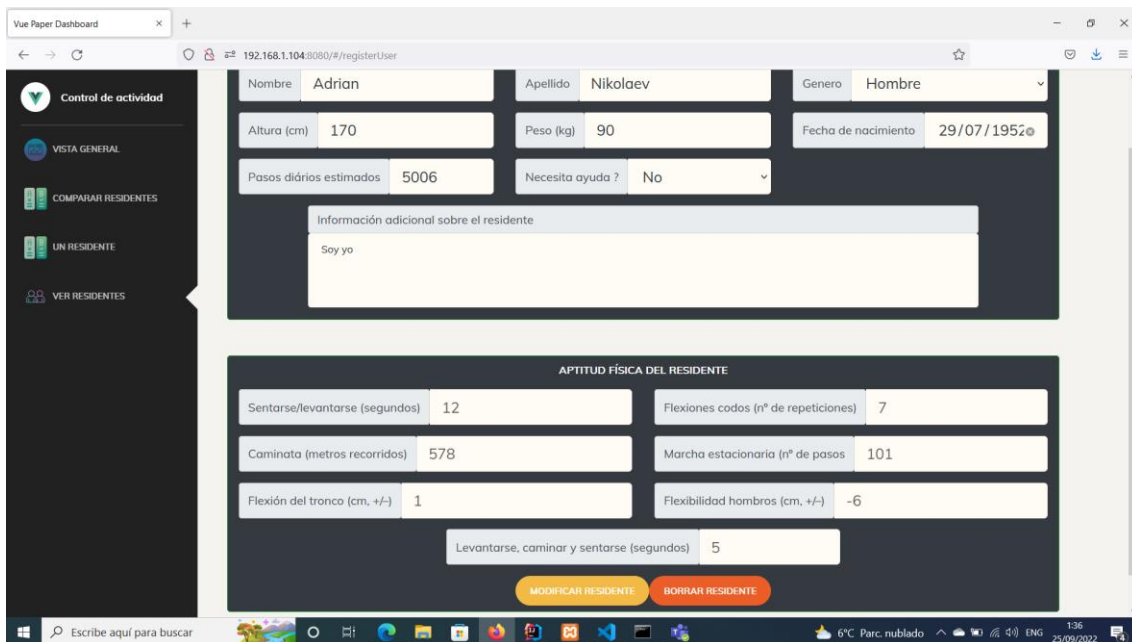 Vue Paper Dashboard
192.168.1.104:8080/#/registerUser
Control de actividad
VISTA GENERAL
COMPARAR RESIDENTES
UN RESIDENTE
VER RESIDENTES
Nombre Adrian Apellido Nikolaev Genero Hombre
Altura (cm) 170 Peso (kg) 90 Fecha de nacimiento 29/07/1952
Pasos diários estimados 5006 Necesita ayuda ? No
Información adicional sobre el residente
Soy yo
APTITUD FÍSICA DEL RESIDENTE
Sentarse/levantarse (segundos) 12 Flexiones codos (nº de repeticiones) 7
Caminata (metros recorridos) 578 Marcha estacionaria (nº de pasos 101
Flexión del tronco (cm, +/-) 1 Flexibilidad hombros (cm, +/-) -6
Levantarse, caminar y sentarse (segundos) 5
MODIFICAR RESIDENTE BORRAR RESIDENTE
Escribe aquí para buscar 6°C Parc. nublado ENG 1:36
25/09/2022